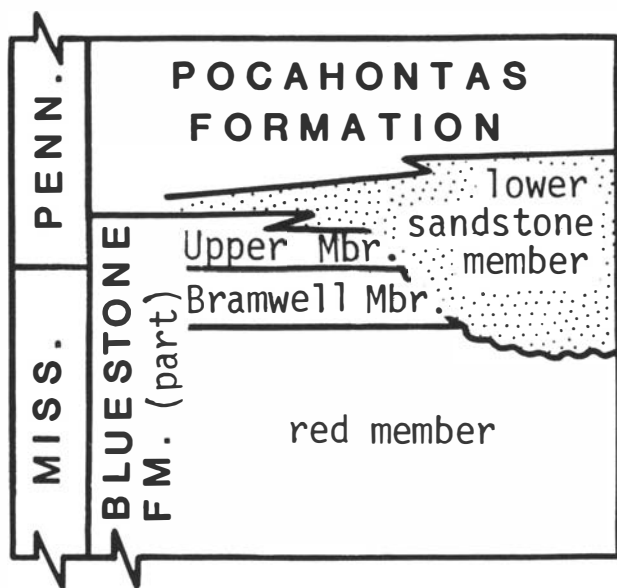 PENN.
MISS.
POCAHONTAS
FORMATION
lower
sandstone
member
BLUESTONE
FM. (part)
Upper Mbr.
Bramwell Mbr.
red member